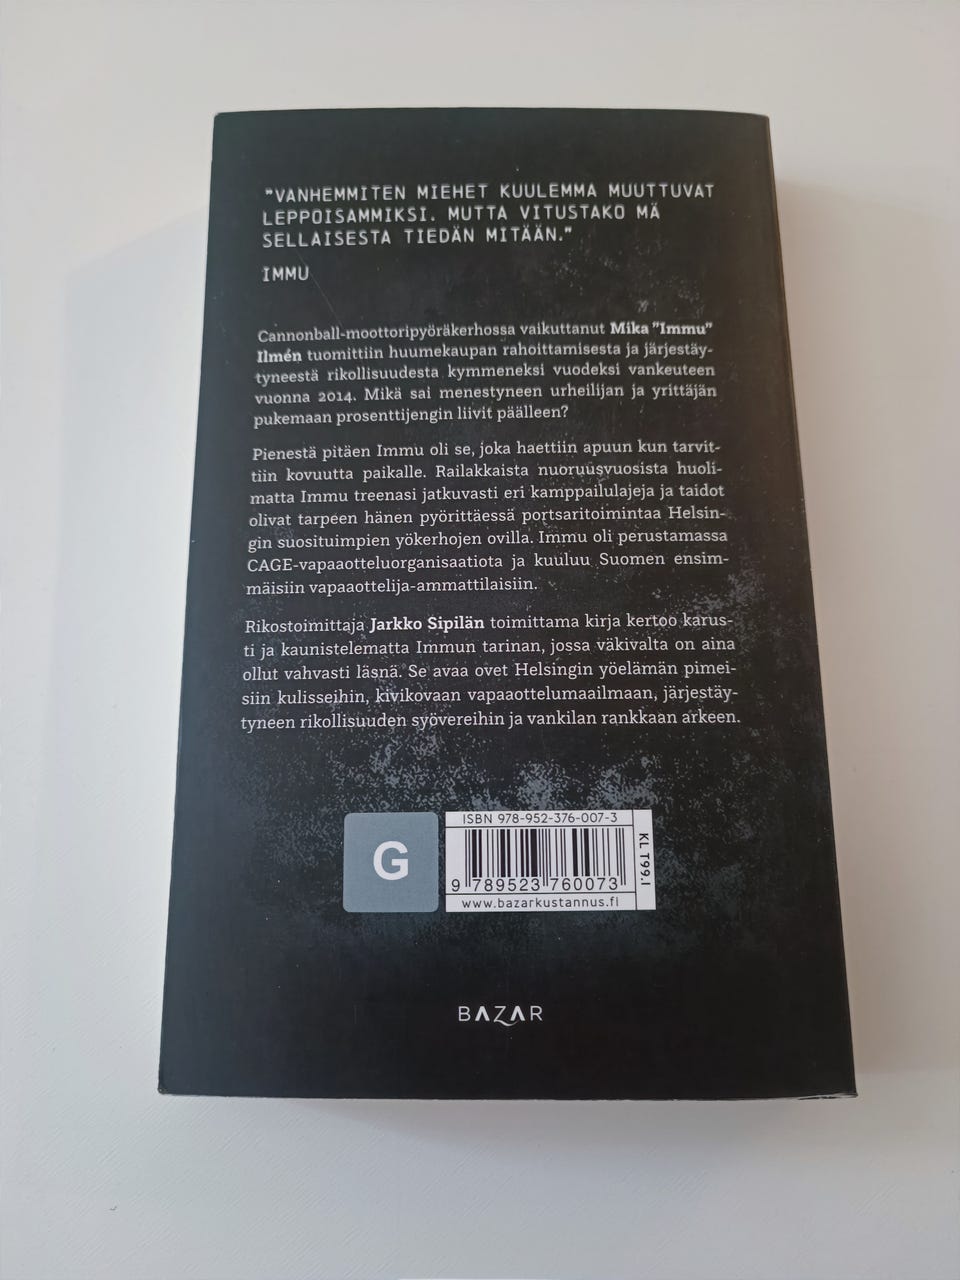 "VANHEMMITEN MIEHET KUULEMMA MUUTTUVAT
LEPPOISAMMIKSI. MUTTA VITUSTAKO MÄ
SELLAISESTA TIEDÄN MITÄÄN."
IMMU
Cannonball-moottoripyöräkerhossa vaikuttanut Mika "Immu"
Ilmén tuomittiin huumekaupan rahoittamisesta ja järjestäy-
tyneestä rikollisuudesta kymmeneksi vuodeksi vankeuteen
vuonna 2014. Mikä sai menestyneen urheilijan ja yrittäjän
pukemaan prosenttijengin liivit päälleen?
Pienestä pitäen Immu oli se, joka haettiin apuun kun tarvit-
tiin kovuutta paikalle. Railakkaista nuoruusvuosista huoli-
matta Immu treenasi jatkuvasti eri kamppailulajeja ja taidot
olivat tarpeen hänen pyörittäessä portsaritoimintaa Helsin-
gin suosituimpien yökerhojen ovilla. Immu oli perustamassa
CAGE-vapaaotteluorganisaatiota ja kuuluu Suomen ensim-
mäisiin vapaaottelija-ammattilaisiin.
Rikostoimittaja Jarkko Sipilän toimittama kirja kertoo karus-
ti ja kaunistelematta Immun tarinan, jossa väkivalta on aina
ollut vahvasti läsnä. Se avaa ovet Helsingin yöelämän pimei-
siin kulisseihin, kivikovaan vapaaottelumaailmaan, järjestäy-
tyneen rikollisuuden syövereihin ja vankilan rankkaan arkeen.
G
ISBN 978-952-376-007-3
KL T99.1
9 789523 760073
www.bazarkustannus.fi
BAZAR